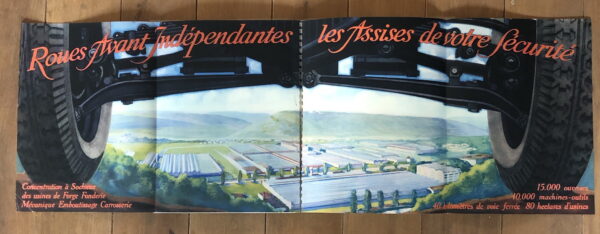 Roues Avant Indépendantes les Assises de votre Sécurité
Concentration à Sochaux
des usines de Forge Fonderie
Mécanique Emboutissage Carrosserie
15.000 ouvriers
40.000 machines-outils
40 kilomètres de voie ferrée 80 hectares d'usines